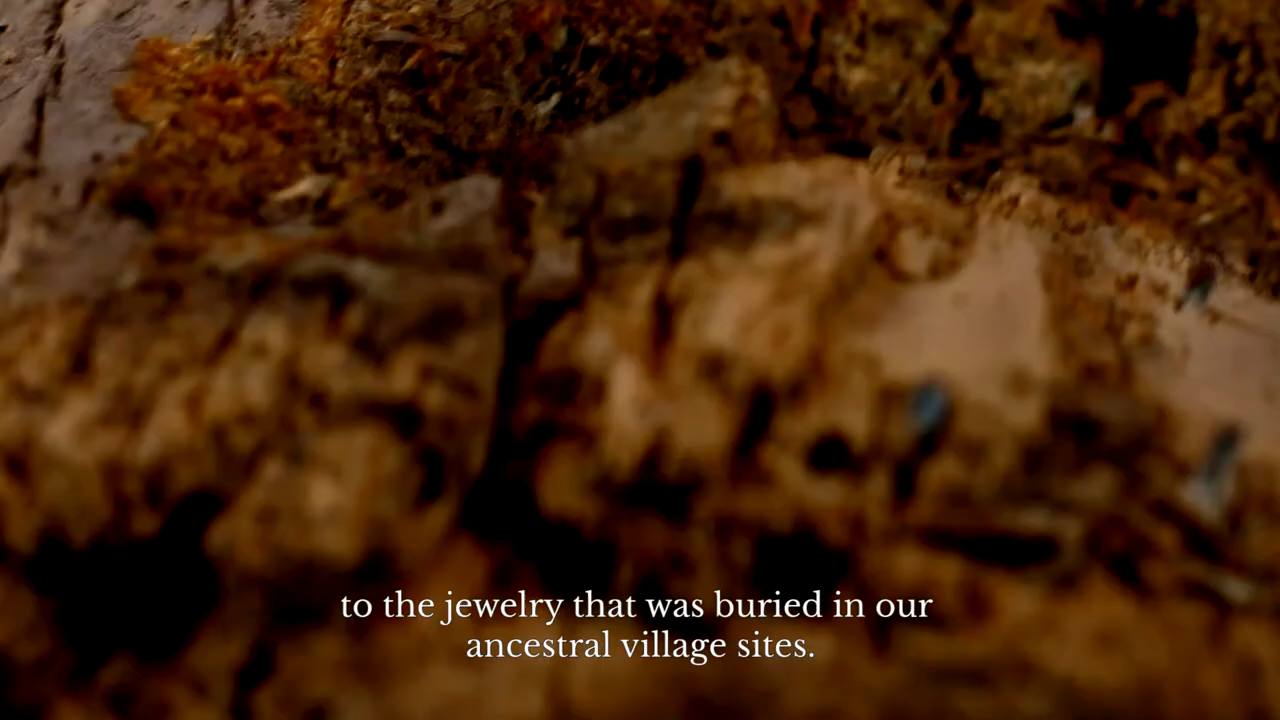 to the jewelry that was buried in our
ancestral village sites.